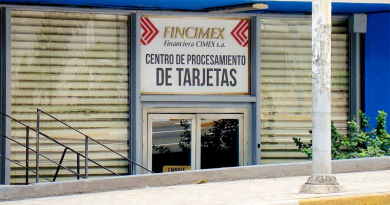 FINCIMEX
Financiera CIMEX s.a.
CENTRO DE PROCESAMIENTO
DE TARJETAS